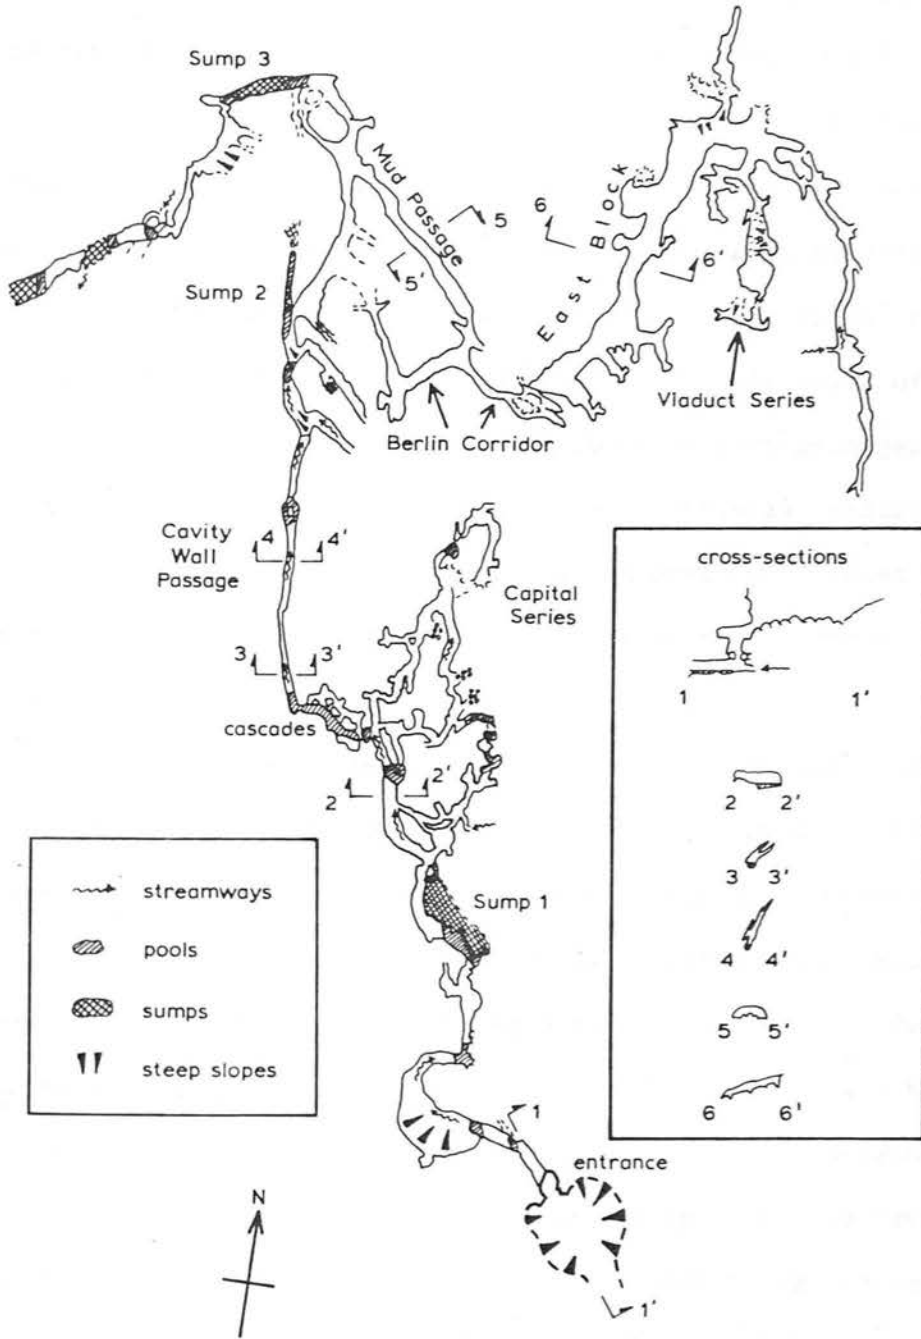 Sump 3
Mud Passage
5
6
5'
East Block
6'
Sump 2
Viaduct Series
Berlin Corridor
Cavity
Wall
Passage
4
4'
Capital
Series
3
3'
cascades
2
2'
Sump 1
1
entrance
1'
N
streamways
pools
sumps
steep slopes
cross-sections
1
1'
2
2'
3
3'
4
4'
5
5'
6
6'